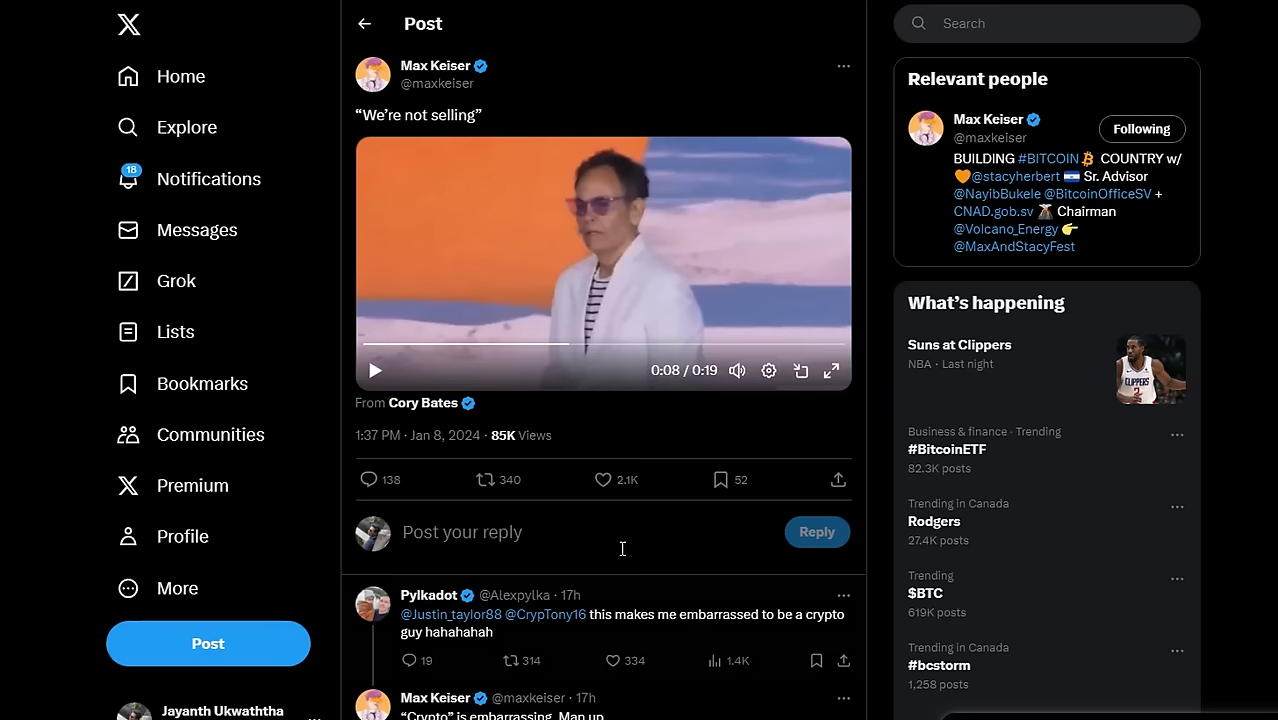 Home
Explore
18
Notifications
Messages
Grok
Lists
Bookmarks
Communities
Premium
Profile
More
Post
Jayanth Ukwaththa
Post
Max Keiser
@maxkeiser
“We’re not selling”
0:08 / 0:19
From Cory Bates
1:37 PM · Jan 8, 2024 · 85K Views
138 340 2.1K 52
Post your reply
Reply
Pylkadot @Alexpylka · 17h
@Justin_taylor88 @CrypTony16 this makes me embarrassed to be a crypto
guy hahahahah
19 314 334 1.4K
Max Keiser @maxkeiser · 17h
“Crypto” is embarrassing. Man up
Search
Relevant people
Max Keiser
@maxkeiser
Following
BUILDING #BITCOIN COUNTRY w/
@stacyherbert Sr. Advisor
@NayibBukele @BitcoinOfficeSV +
CNAD.gob.sv Chairman
@Volcano_Energy
@MaxAndStacyFest
What’s happening
Suns at Clippers
NBA · Last night
CLIPPERS
2
Business & finance · Trending
#BitcoinETF
82.3K posts
Trending in Canada
Rodgers
27.4K posts
Trending
$BTC
619K posts
Trending in Canada
#bcstorm
1,258 posts